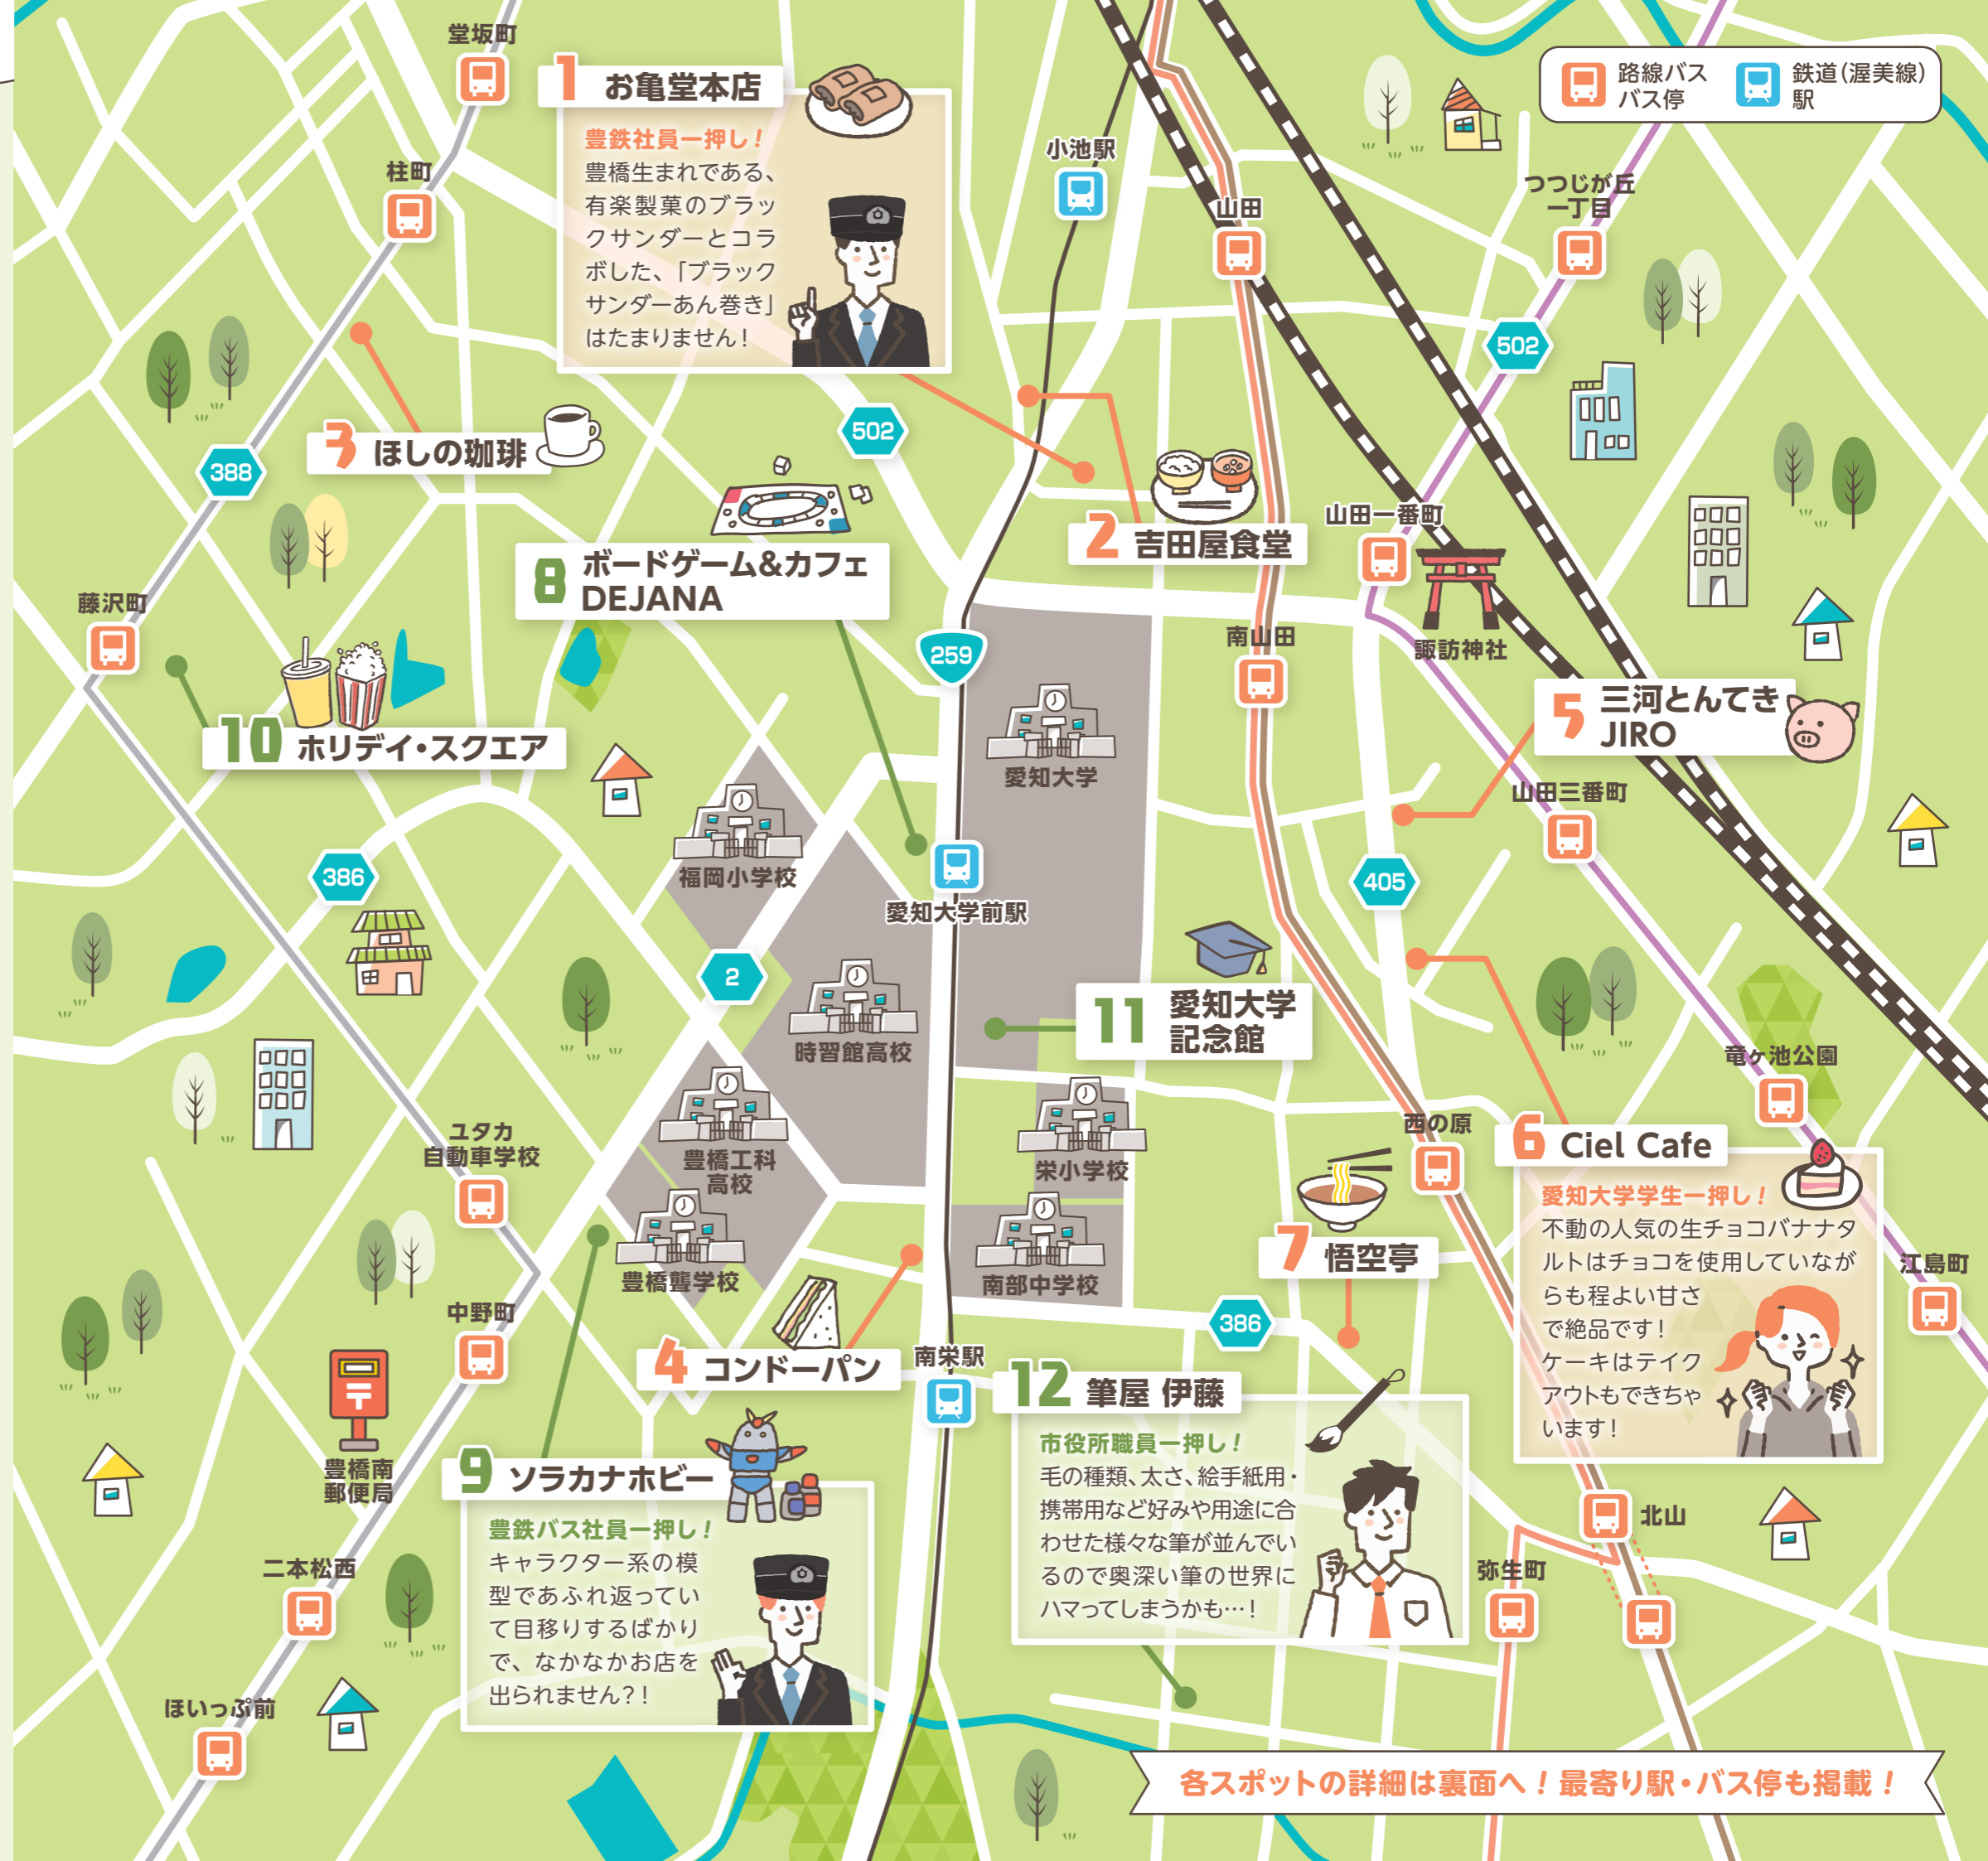 堂坂町
路線バス
バス停
鉄道(渥美線)
駅
1 お亀堂本店
豊鉄社員一押し！
豊橋生まれである、
有楽製菓のブラッ
クサンダーとコラ
ボした、「ブラック
サンダーあん巻き」
はたまりません！
柱町
小池駅
山田
つつじが丘
一丁目
502
502
3 ほしの珈琲
388
2 吉田屋食堂
山田一番町
8 ボードゲーム&カフェ
DEJANA
藤沢町
259
南山田
諏訪神社
5 三河とんてき
JIRO
10 ホリデイ・スクエア
愛知大学
山田三番町
福岡小学校
386
405
愛知大学前駅
2
11 愛知大学
記念館
時習館高校
竜ヶ池公園
ユタカ
自動車学校
豊橋工科
高校
栄小学校
西の原
6 Ciel Cafe
愛知大学学生一押し！
不動の人気の生チョコバナナタ
ルトはチョコを使用していなが
らも程よい甘さ
で絶品です！
ケーキはテイク
アウトもできちゃ
います！
7 悟空亭
江島町
豊橋聾学校
南部中学校
中野町
386
4 コンドーパン
南栄駅
12 筆屋 伊藤
市役所職員一押し！
毛の種類、太さ、絵手紙用・
携帯用など好みや用途に合
わせた様々な筆が並んでい
るので奥深い筆の世界に
ハマってしまうかも…！
豊橋南
郵便局
9 ソラカナホビー
豊鉄バス社員一押し！
キャラクター系の模
型であふれ返ってい
て目移りするばかり
で、なかなかお店を
出られません？！
北山
弥生町
二本松西
ほいっぷ前
各スポットの詳細は裏面へ！最寄り駅・バス停も掲載！